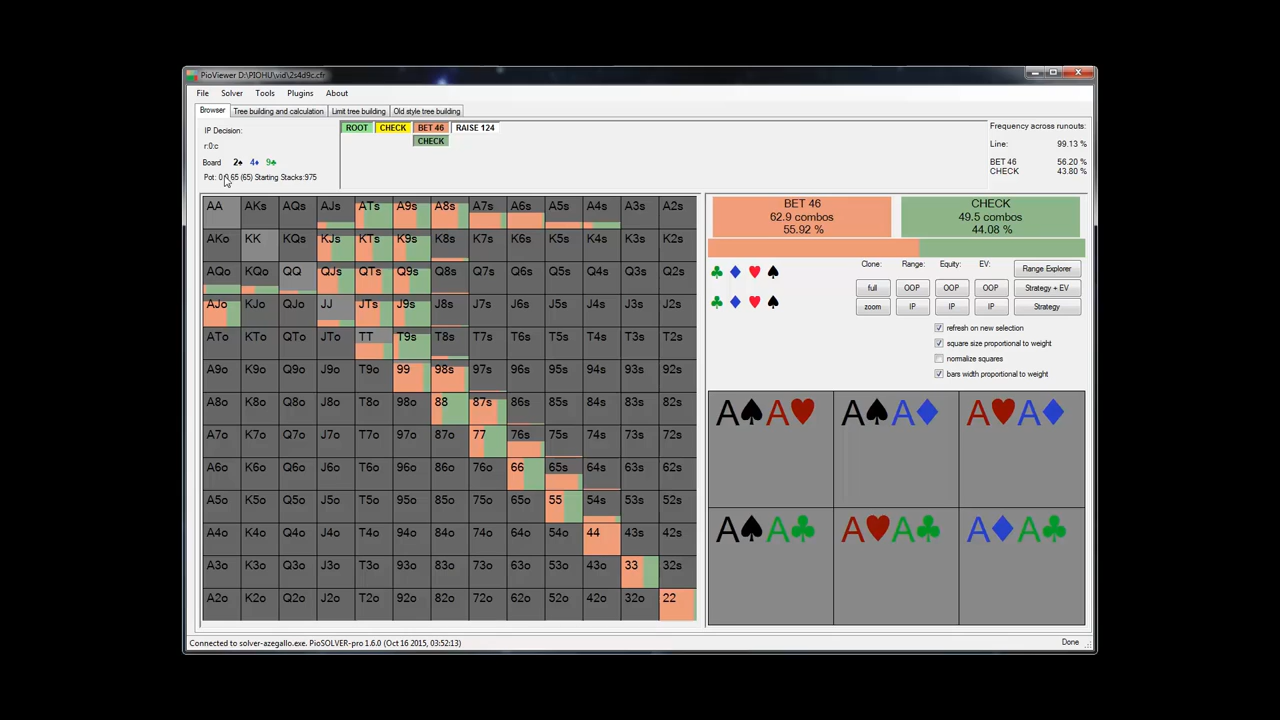 PioViewer D:\PIOHU\vid\2s4d9c.cfr
File Solver Tools Plugins About
Browser Tree building and calculation Limit tree building Old style tree building
IP Decision:
r:0:c
Board 2♠ 4♦ 9♣
Pot: 0 65 (65) Starting Stacks:975
ROOT CHECK BET 46 RAISE 124
CHECK
Frequency across runouts:
Line: 99.13 %
BET 46 56.20 %
CHECK 43.80 %
AA AKs AQs AJs ATs A9s A8s A7s A6s A5s A4s A3s A2s
AKo KK KQs KJs KTs K9s K8s K7s K6s K5s K4s K3s K2s
AQo KQo QQ QJs QTs Q9s Q8s Q7s Q6s Q5s Q4s Q3s Q2s
AJo KJo QJo JJ JTs J9s J8s J7s J6s J5s J4s J3s J2s
ATo KTo QTo JTo TT T9s T8s T7s T6s T5s T4s T3s T2s
A9o K9o Q9o J9o T9o 99 98s 97s 96s 95s 94s 93s 92s
A8o K8o Q8o J8o T8o 98o 88 87s 86s 85s 84s 83s 82s
A7o K7o Q7o J7o T7o 97o 87o 77 76s 75s 74s 73s 72s
A6o K6o Q6o J6o T6o 96o 86o 76o 66 65s 64s 63s 62s
A5o K5o Q5o J5o T5o 95o 85o 75o 65o 55 54s 53s 52s
A4o K4o Q4o J4o T4o 94o 84o 74o 64o 54o 44 43s 42s
A3o K3o Q3o J3o T3o 93o 83o 73o 63o 53o 43o 33 32s
A2o K2o Q2o J2o T2o 92o 82o 72o 62o 52o 42o 32o 22
BET 46
62.9 combos
55.92 %
CHECK
49.5 combos
44.08 %
♣ ♦ ♥ ♠
♣ ♦ ♥ ♠
Clone: Range: Equity: EV: Range Explorer
full OOP OOP OOP Strategy + EV
zoom IP IP IP Strategy
refresh on new selection
square size proportional to weight
normalize squares
bars width proportional to weight
A♠A♥ A♠A♦ A♥A♦
A♠A♣ A♥A♣ A♦A♣
Connected to solver-azegallo.exe. PioSOLVER-pro 1.6.0 (Oct 16 2015, 03:52:13) Done